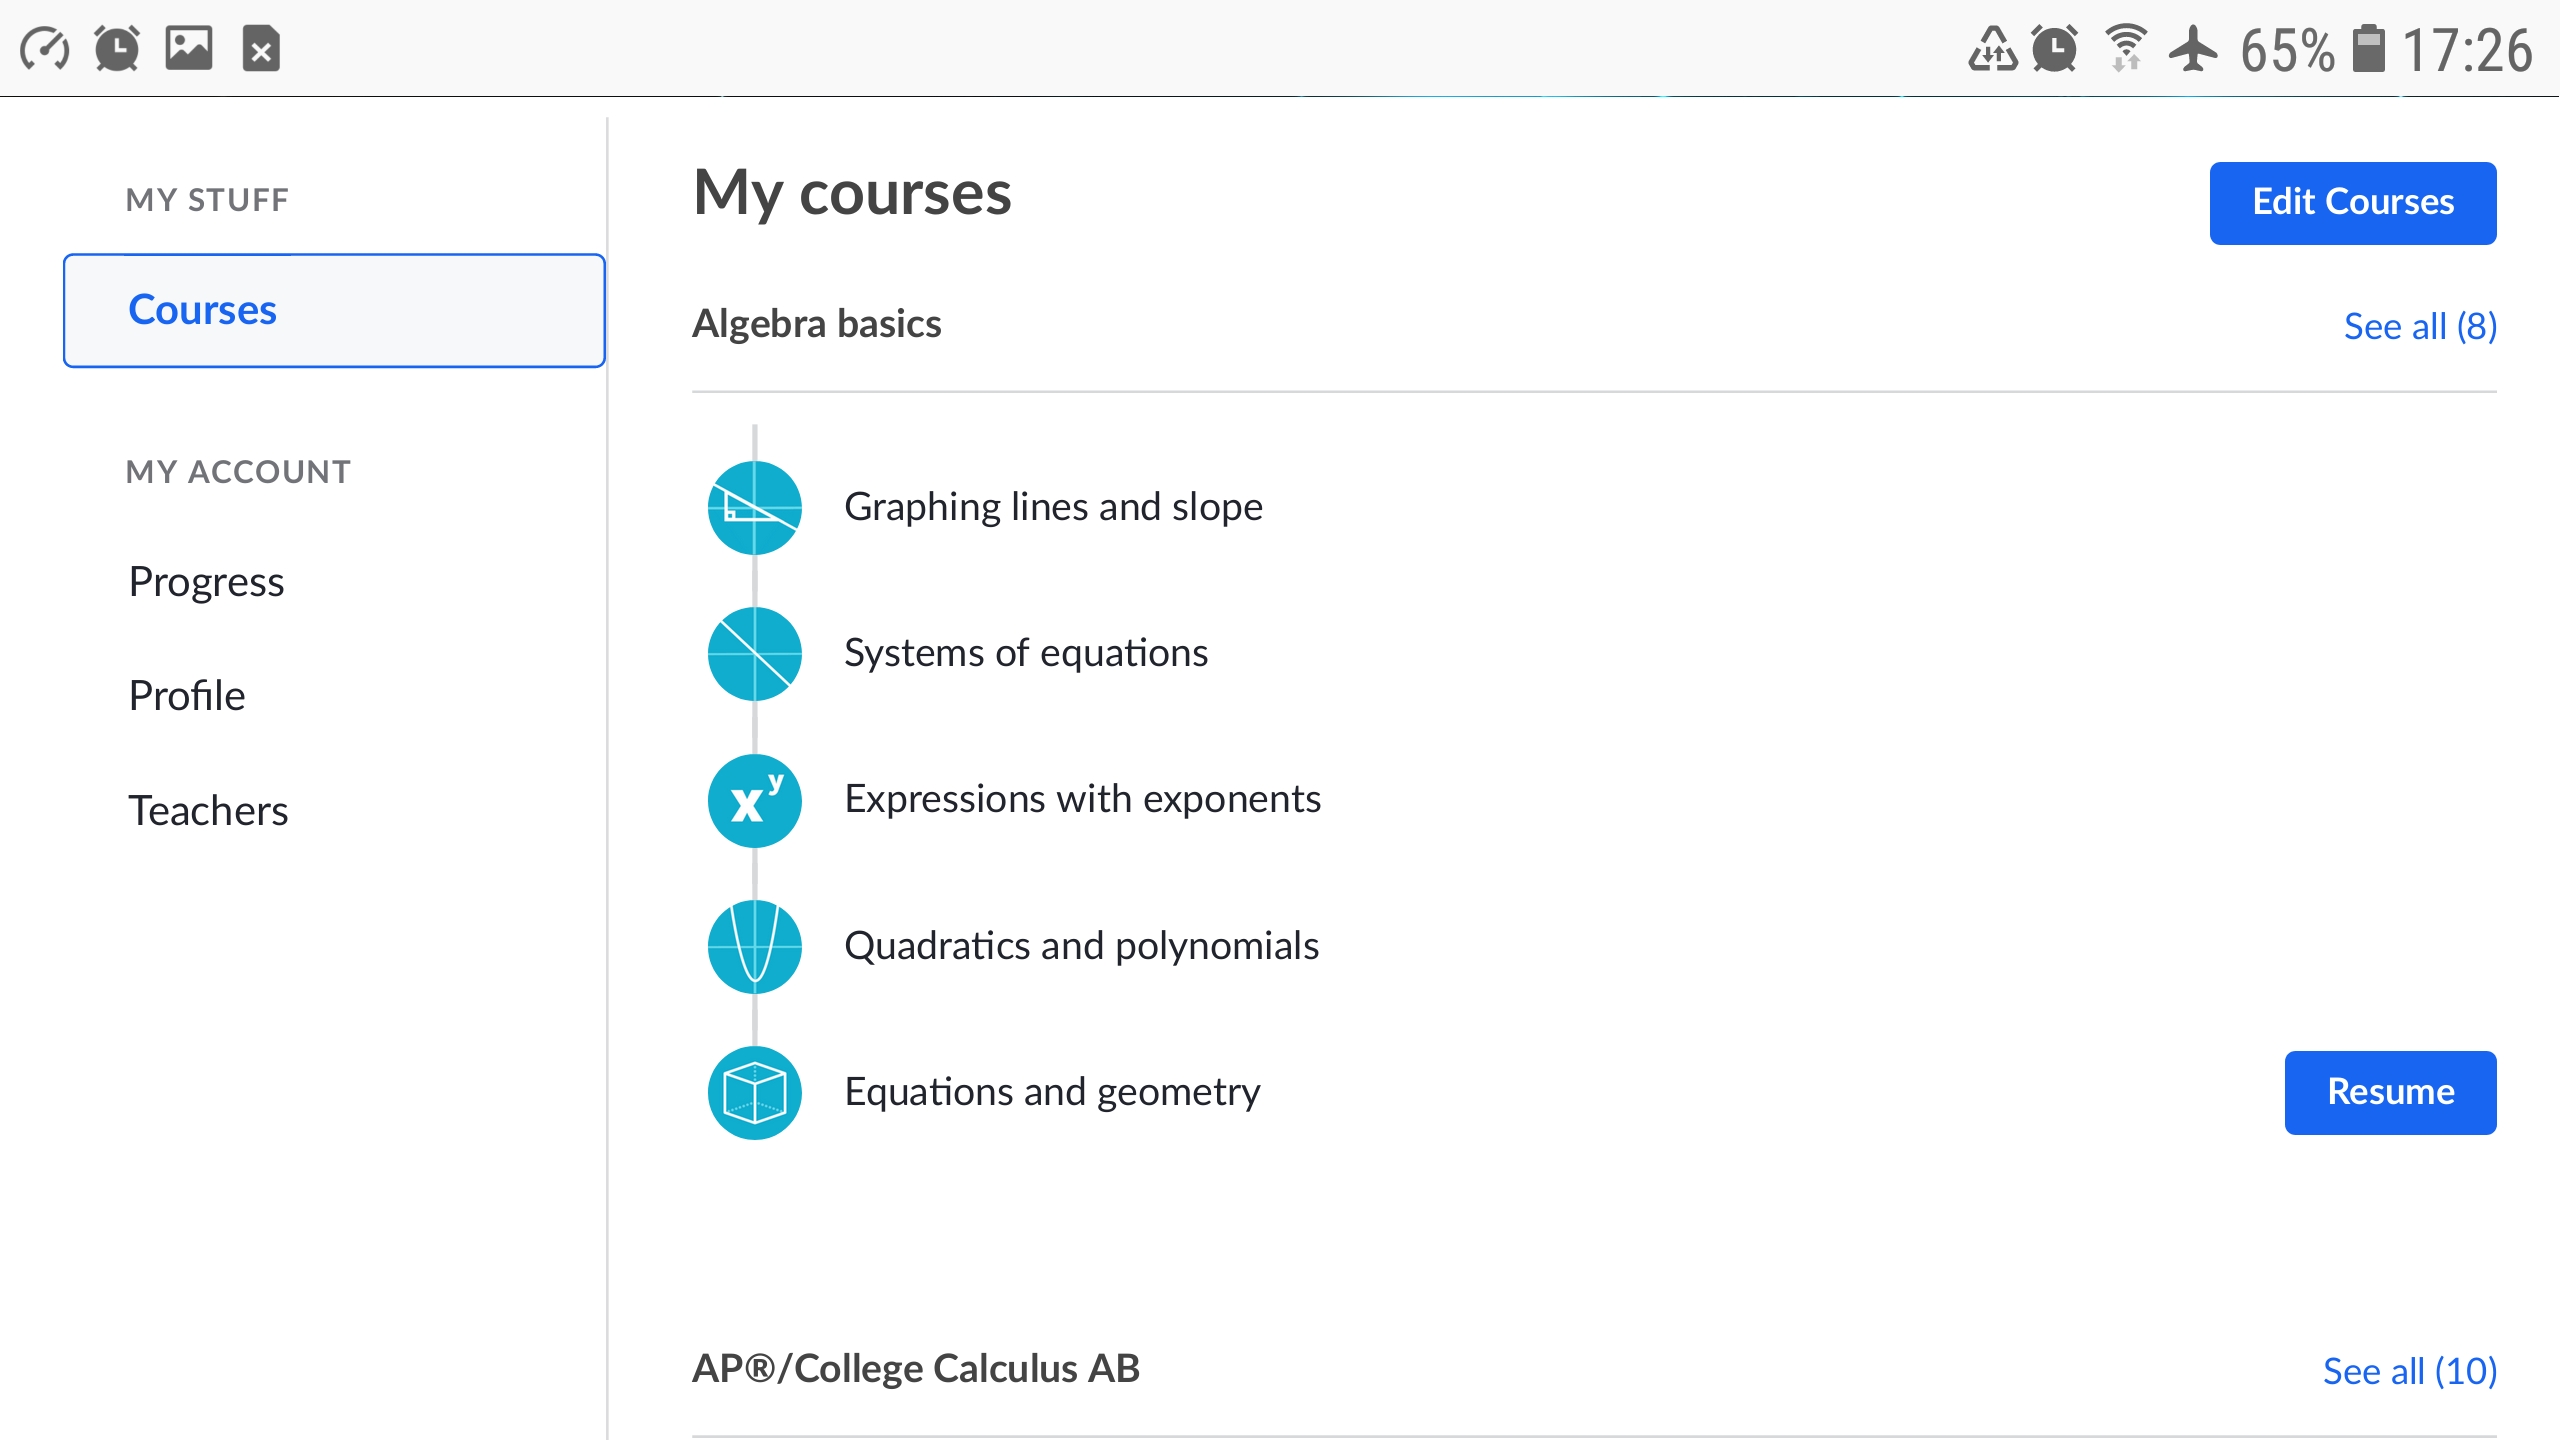 65% 17:26
MY STUFF
Courses
MY ACCOUNT
Progress
Profile
Teachers
My courses
Edit Courses
Algebra basics
See all (8)
Graphing lines and slope
Systems of equations
xy
Expressions with exponents
Quadratics and polynomials
Equations and geometry
Resume
AP®/College Calculus AB
See all (10)